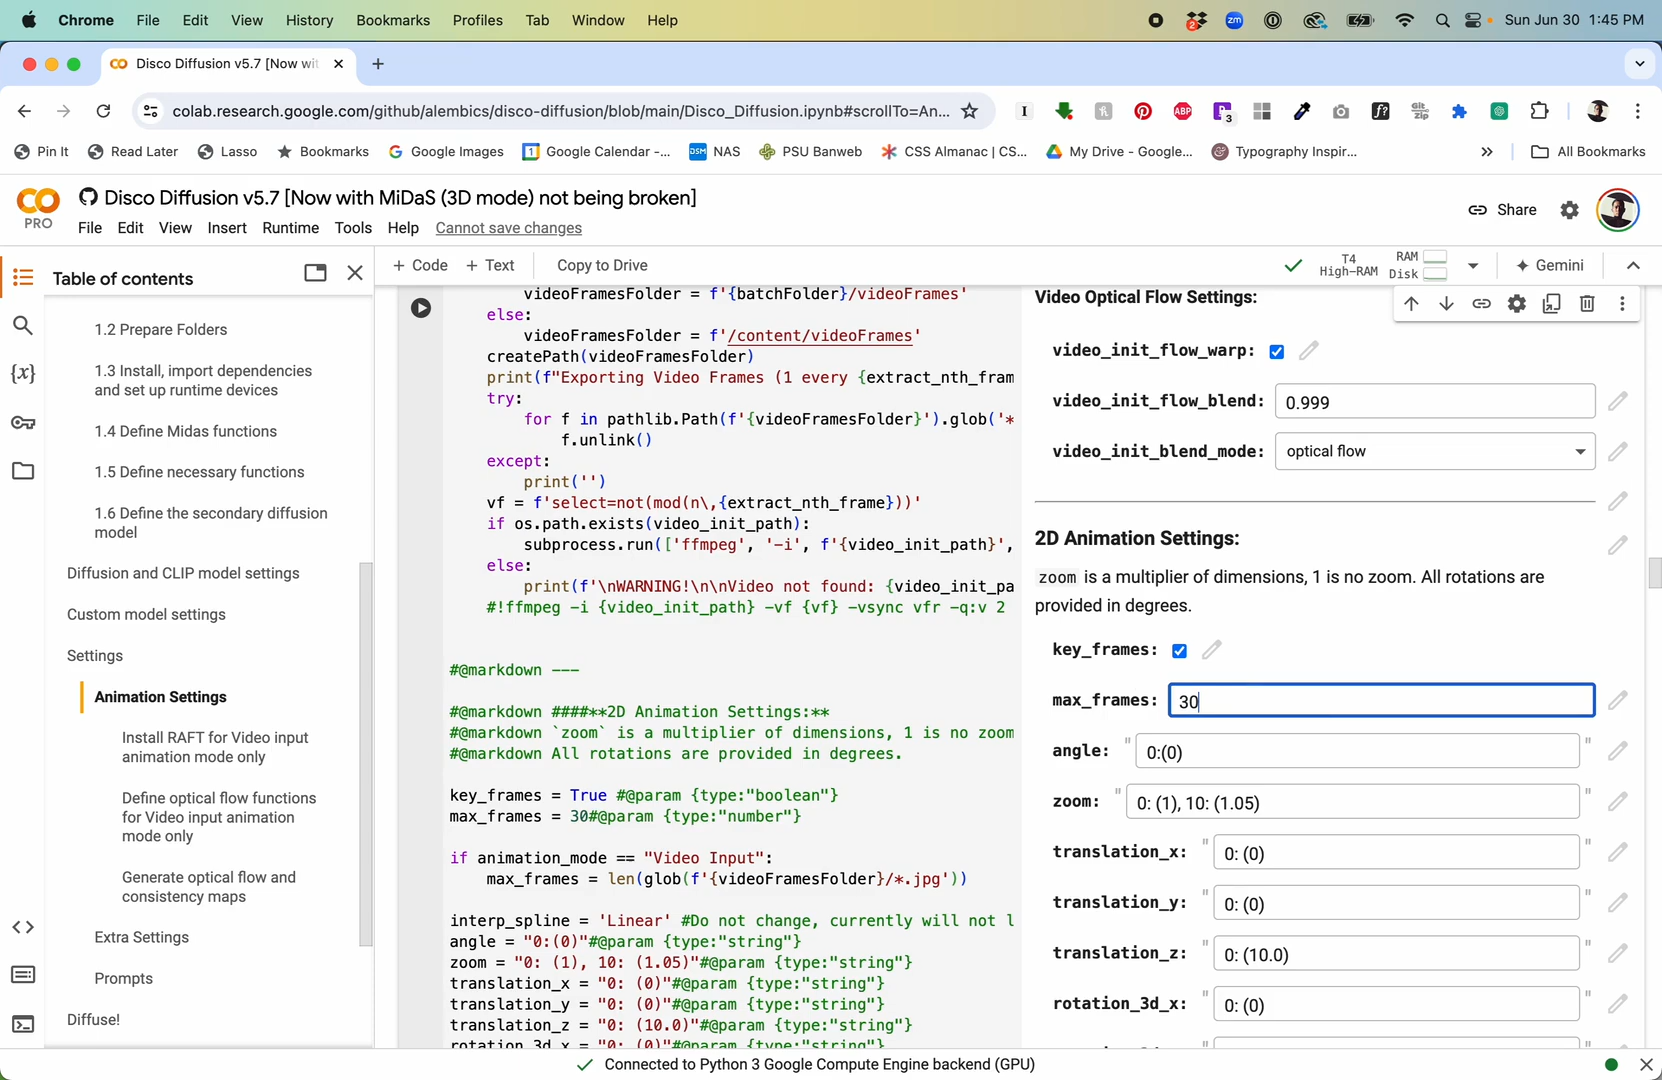 Chrome File Edit View History Bookmarks Profiles Tab Window Help 2 zm Sun Jun 30 1:45 PM
Disco Diffusion v5.7 [Now wit
colab.research.google.com/github/alembics/disco-diffusion/blob/main/Disco_Diffusion.ipynb#scrollTo=An...
ABP 3
Pin It Read Later Lasso Bookmarks Google Images Google Calendar -... NAS PSU Banweb CSS Almanac | CS... My Drive - Google... Typography Inspir... » All Bookmarks
PRO
Disco Diffusion v5.7 [Now with MiDaS (3D mode) not being broken]
File Edit View Insert Runtime Tools Help Cannot save changes
Share
+ Code + Text Copy to Drive
T4 High-RAM
RAM
Disk
Gemini
Table of contents
1.2 Prepare Folders
1.3 Install, import dependencies
and set up runtime devices
1.4 Define Midas functions
1.5 Define necessary functions
1.6 Define the secondary diffusion
model
Diffusion and CLIP model settings
Custom model settings
Settings
Animation Settings
Install RAFT for Video input
animation mode only
Define optical flow functions
for Video input animation
mode only
Generate optical flow and
consistency maps
Extra Settings
Prompts
Diffuse!
videoFramesFolder = f'{batchFolder}/videoFrames'
else:
videoFramesFolder = f'/content/videoFrames'
createPath(videoFramesFolder)
print(f"Exporting Video Frames (1 every {extract_nth_fram
try:
for f in pathlib.Path(f'{videoFramesFolder}').glob('*
f.unlink()
except:
print('')
vf = f'select=not(mod(n\,{extract_nth_frame}))'
if os.path.exists(video_init_path):
subprocess.run(['ffmpeg', '-i', f'{video_init_path}',
else:
print(f'\nWARNING!\n\nVideo not found: {video_init_pa
#!ffmpeg -i {video_init_path} -vf {vf} -vsync vfr -q:v 2
#@markdown ---
#@markdown ####**2D Animation Settings:**
#@markdown `zoom` is a multiplier of dimensions, 1 is no zoom
#@markdown All rotations are provided in degrees.
key_frames = True #@param {type:"boolean"}
max_frames = 30#@param {type:"number"}
if animation_mode == "Video Input":
max_frames = len(glob(f'{videoFramesFolder}/*.jpg'))
interp_spline = 'Linear' #Do not change, currently will not l
angle = "0:(0)"#@param {type:"string"}
zoom = "0: (1), 10: (1.05)"#@param {type:"string"}
translation_x = "0: (0)"#@param {type:"string"}
translation_y = "0: (0)"#@param {type:"string"}
translation_z = "0: (10.0)"#@param {type:"string"}
rotation_3d_x = "0: (0)"#@param {type:"string"}
Video Optical Flow Settings:
video_init_flow_warp:
video_init_flow_blend: 0.999
video_init_blend_mode: optical flow
2D Animation Settings:
zoom is a multiplier of dimensions, 1 is no zoom. All rotations are
provided in degrees.
key_frames:
max_frames: 30
angle: " 0:(0) "
zoom: " 0: (1), 10: (1.05) "
translation_x: " 0: (0) "
translation_y: " 0: (0) "
translation_z: " 0: (10.0) "
rotation_3d_x: " 0: (0) "
Connected to Python 3 Google Compute Engine backend (GPU)